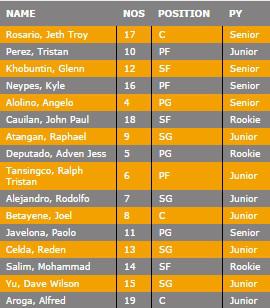 NAME NOS POSITION PY
Rosario, Jeth Troy 17 C Senior
Perez, Tristan 10 PF Junior
Khobuntin, Glenn 12 SF Senior
Neypes, Kyle 16 PF Senior
Alolino, Angelo 4 PG Senior
Cauilan, John Paul 18 SF Rookie
Atangan, Raphael 9 SG Junior
Deputado, Adven Jess 5 PG Rookie
Tansingco, Ralph
Tristan 6 PF Junior
Alejandro, Rodolfo 7 SG Junior
Betayene, Joel 8 C Junior
Javelona, Paolo 11 PG Senior
Celda, Reden 13 SG Junior
Salim, Mohammad 14 SF Rookie
Yu, Dave Wilson 15 SG Junior
Aroga, Alfred 19 C Junior